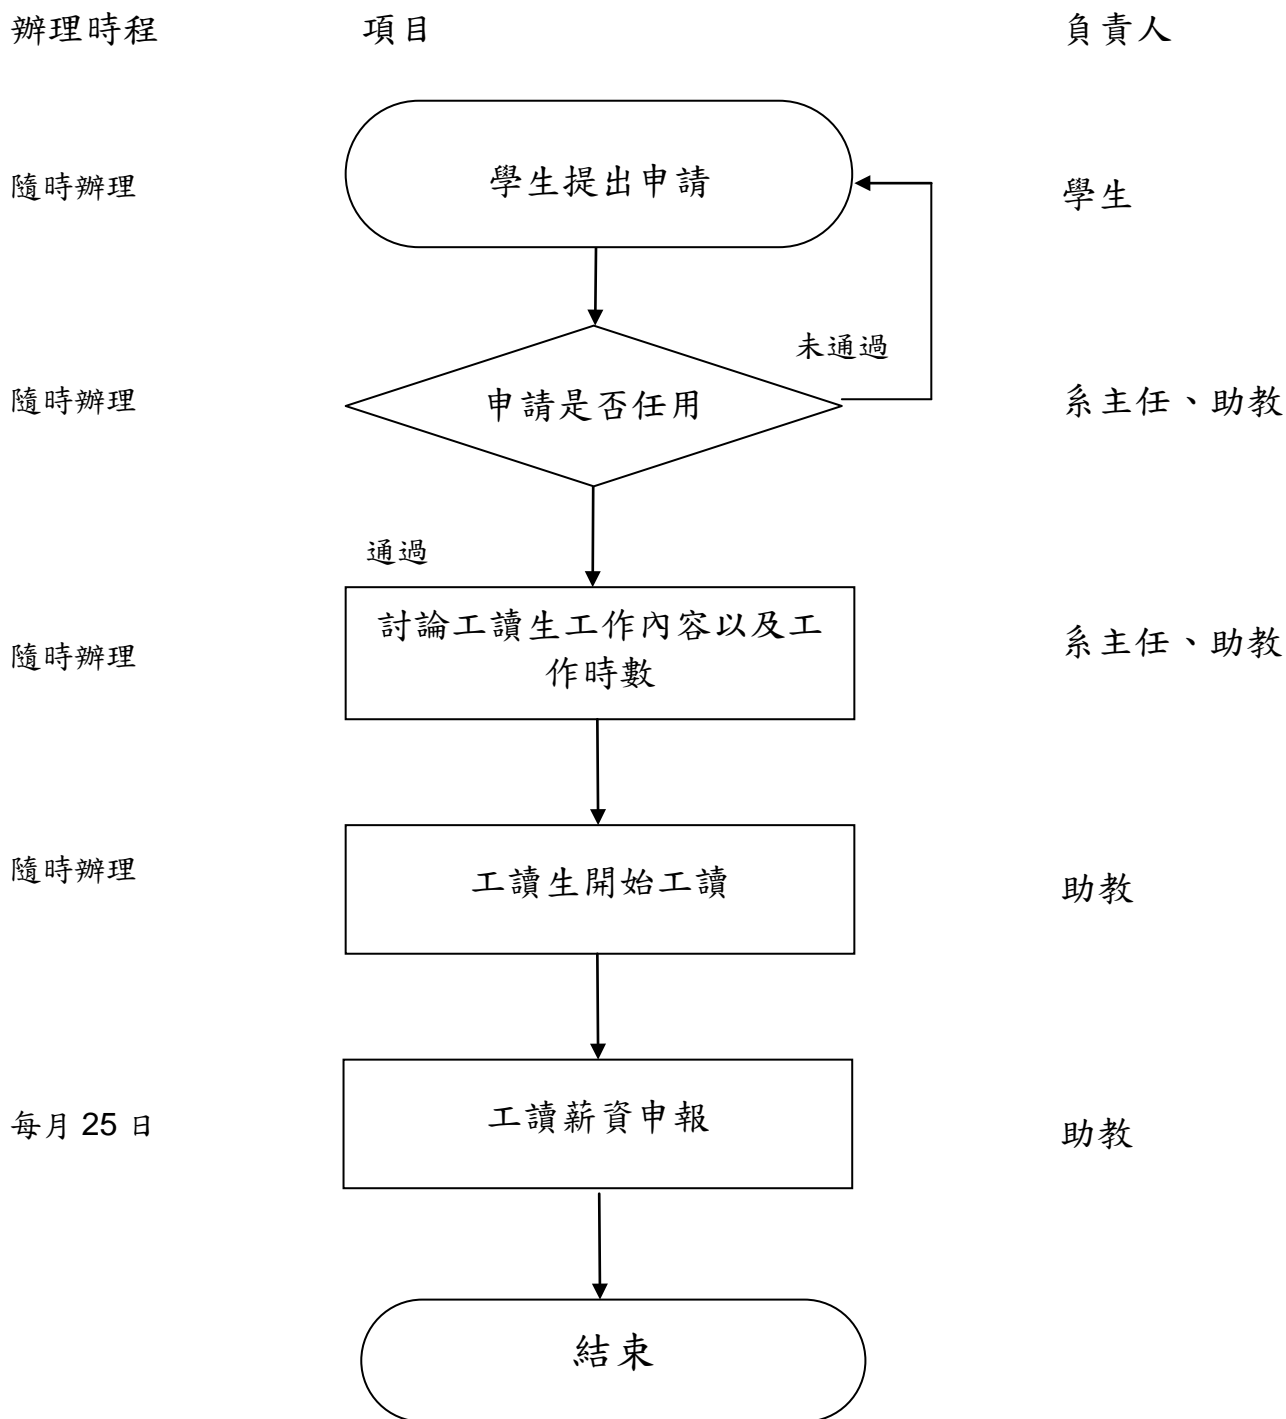 辦理時程 項目 負責人
隨時辦理 學生提出申請 學生
未通過
隨時辦理 申請是否任用 系主任、助教
通過
討論工讀生工作內容以及工
隨時辦理 作時數 系主任、助教
隨時辦理 工讀生開始工讀 助教
每月 25 日 工讀薪資申報 助教
結束